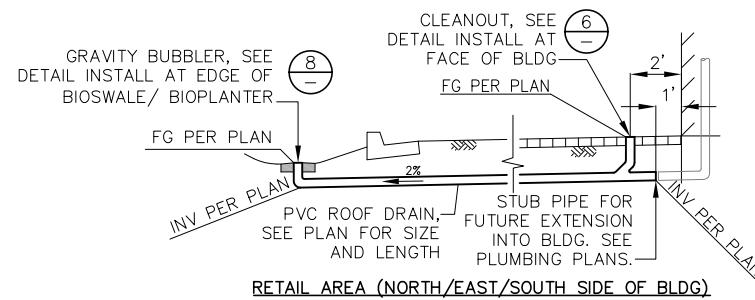 GRAVITY BUBBLER, SEE
DETAIL INSTALL AT EDGE OF
BIOSWALE/ BIOPLANTER
8
–
CLEANOUT, SEE
DETAIL INSTALL AT
FACE OF BLDG
6
–
2'
1'
FG PER PLAN
FG PER PLAN
2%
INV PER PLAN
PVC ROOF DRAIN,
SEE PLAN FOR SIZE
AND LENGTH
STUB PIPE FOR
FUTURE EXTENSION
INTO BLDG. SEE
PLUMBING PLANS.
INV PER PLAN
RETAIL AREA (NORTH/EAST/SOUTH SIDE OF BLDG)